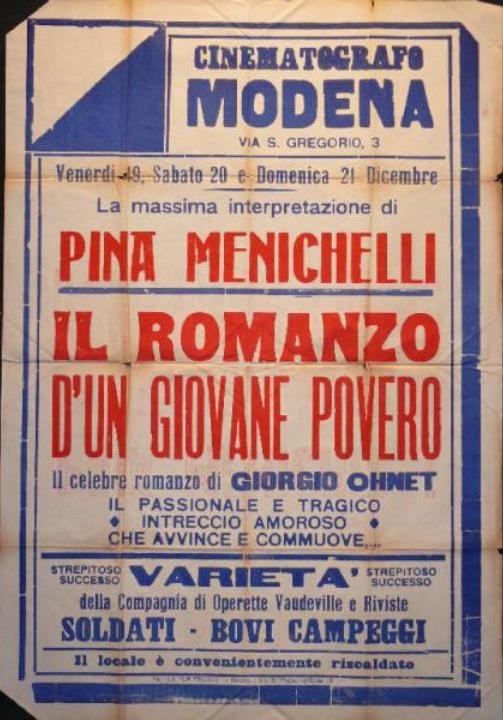 CINEMATOGRAFO
MODENA
VIA S. GREGORIO, 3
Venerdì 19, Sabato 20 e Domenica 21 Dicembre
La massima interpretazione di
PINA MENICHELLI
IL ROMANZO
D'UN GIOVANE POVERO
Il celebre romanzo di GIORGIO OHNET
IL PASSIONALE E TRAGICO
INTRECCIO AMOROSO
CHE AVVINCE E COMMUOVE....
STREPITOSO SUCCESSO VARIETA' STREPITOSO SUCCESSO
della Compagnia di Operette Vaudeville e Riviste
SOLDATI - BOVI CAMPEGGI
Il locale è convenientemente riscaldato